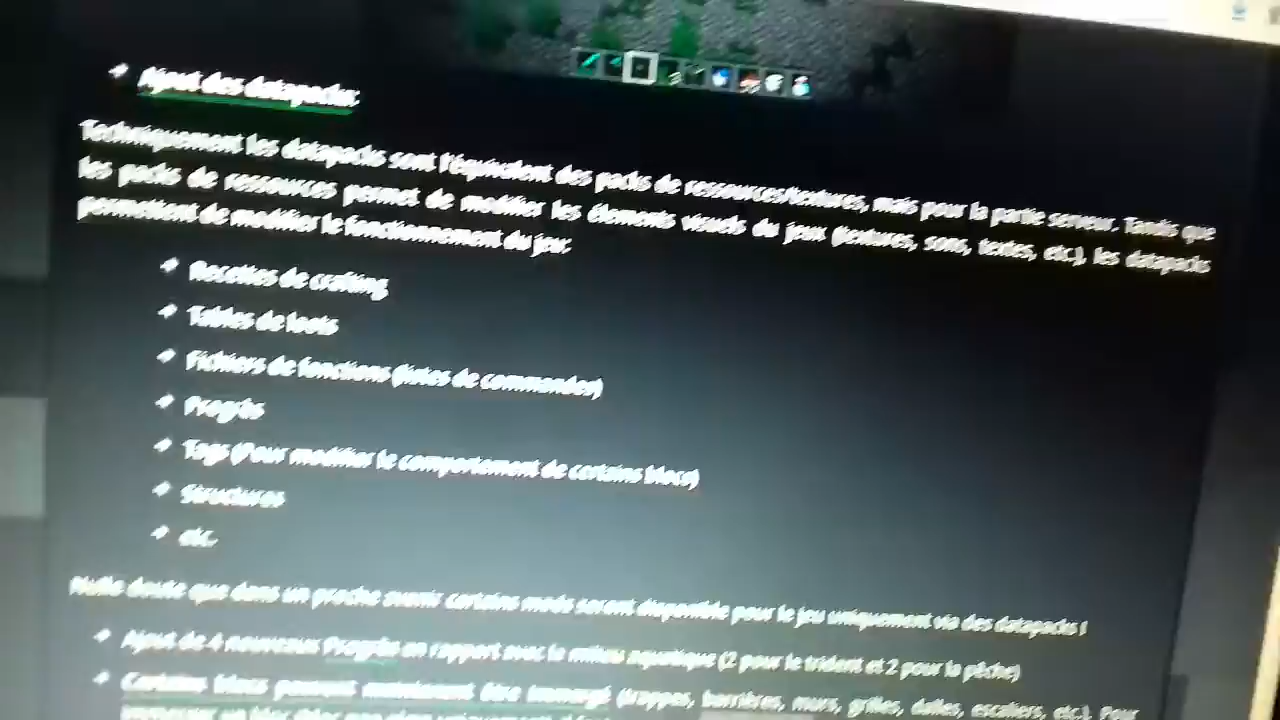 Ajout des datapacks:
Techniquement les datapacks sont l'équivalent des packs de ressources/textures, mais pour la partie serveur. Tandis que
les packs de ressources permet de modifier les élements visuels du jeux (textures, sons, textes, etc.), les datapacks
permettent de modifier le fonctionnement du jeu:
Recettes de crafting
Tables de loots
Fichiers de fonctions (listes de commandes)
Progrès
Tags (Pour modifier le comportement de certains blocs)
Structures
etc.
Nulle doute que dans un proche avenir certains mods seront disponible pour le jeu uniquement via des datapacks !
Ajout de 4 nouveaux Progrès en rapport avec le milieu aquatique (2 pour le trident et 2 pour la pêche)
Certains blocs peuvent maintenant être immergé (trappes, barrières, murs, grilles, dalles, escaliers, etc.). Pour